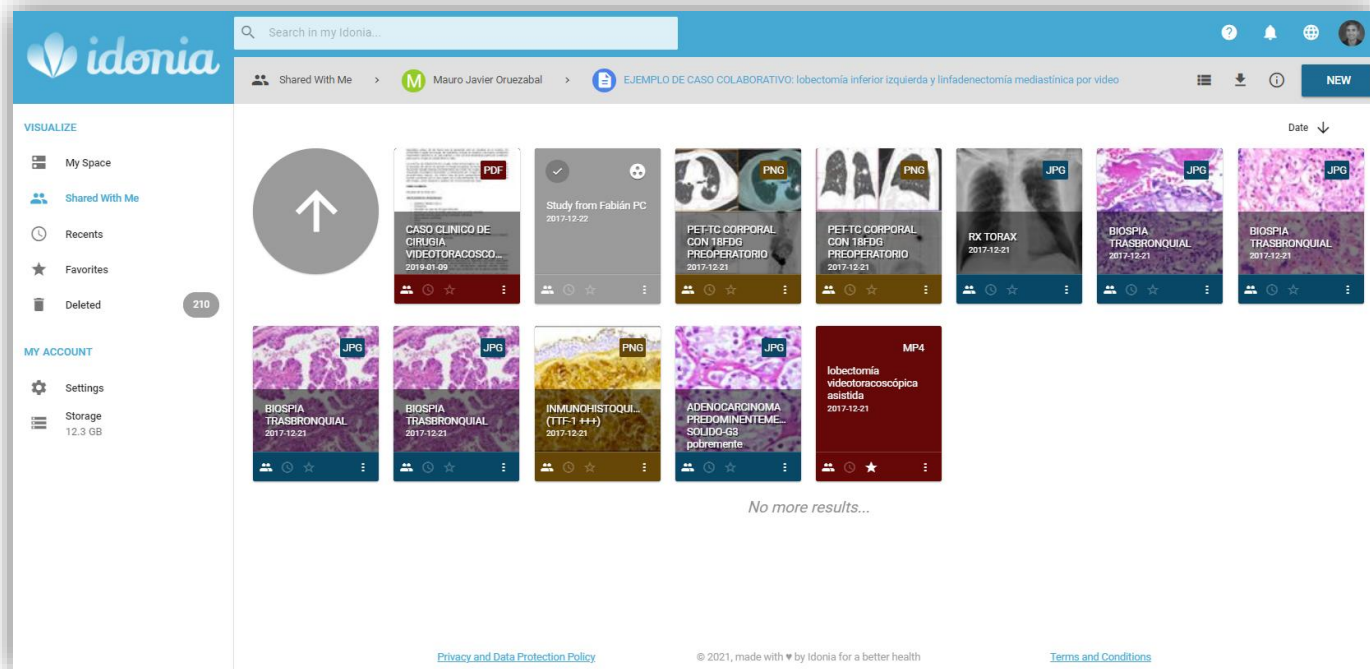 idonia
Search in my Idonia...
Shared With Me > M Mauro Javier Oruezabal > EJEMPLO DE CASO COLABORATIVO: lobectomía inferior izquierda y linfadenectomía mediastínica por video
NEW
VISUALIZE
My Space
Shared With Me
Recents
Favorites
Deleted
210
MY ACCOUNT
Settings
Storage
12.3 GB
Date
PDF
CASO CLINICO DE
CIRUGIA
VIDEOTORACOSCO...
2019-01-09
Study from Fabián PC
2017-12-22
PNG
PET-TC CORPORAL
CON 18FDG
PREOPERATORIO
2017-12-21
PNG
PET-TC CORPORAL
CON 18FDG
PREOPERATORIO
2017-12-21
JPG
RX TORAX
2017-12-21
JPG
BIOSPIA
TRASBRONQUIAL
2017-12-21
JPG
BIOSPIA
TRASBRONQUIAL
2017-12-21
JPG
BIOSPIA
TRASBRONQUIAL
2017-12-21
JPG
BIOSPIA
TRASBRONQUIAL
2017-12-21
PNG
INMUNOHISTOQUI...
(TTF-1 +++)
2017-12-21
JPG
ADENOCARCINOMA
PREDOMINENTEME...
SOLIDO-G3
pobremente
MP4
lobectomía
videotoracoscópica
asistida
2017-12-21
No more results...
Privacy and Data Protection Policy
© 2021, made with ♥ by Idonia for a better health
Terms and Conditions